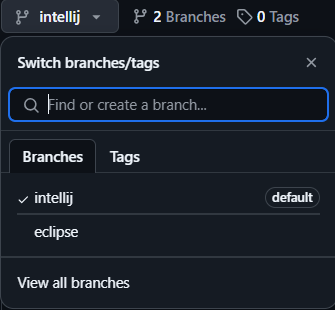 intellij 2 Branches 0 Tags
Switch branches/tags
Find or create a branch...
Branches Tags
intellij default
eclipse
View all branches